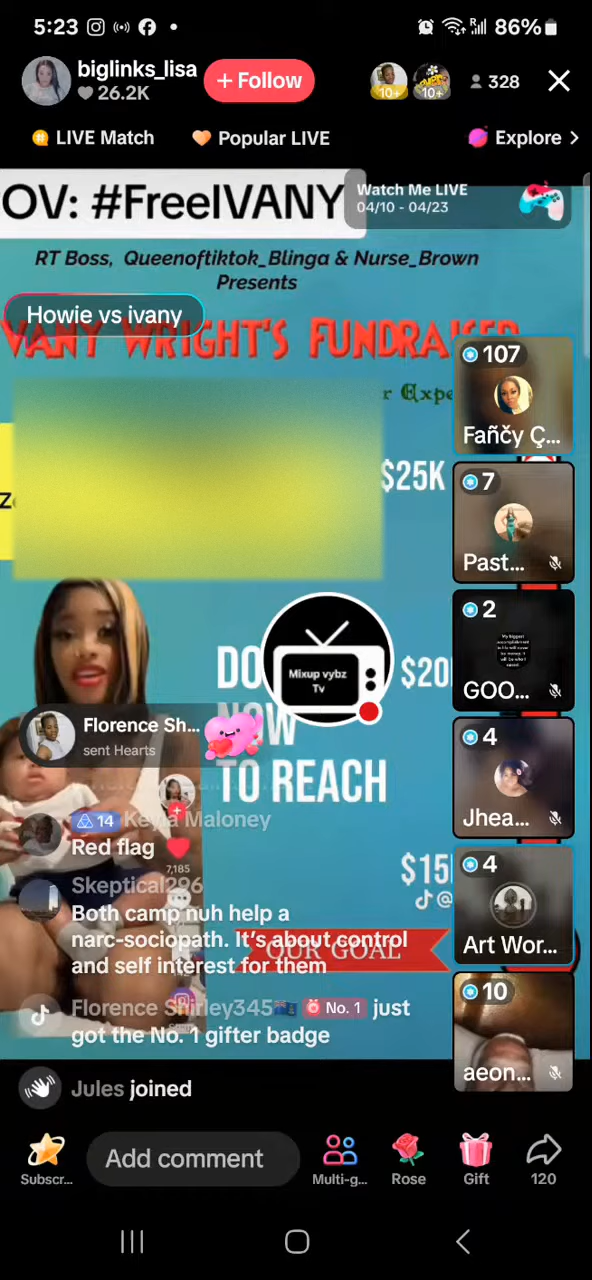 5:23
86%
biglinks_lisa
26.2K
+ Follow
10+
10+
328
LIVE Match
Popular LIVE
Explore >
OV: #FreeIVANY
Watch Me LIVE
04/10 - 04/23
RT Boss, Queenoftiktok_Blinga & Nurse_Brown
Presents
Howie vs ivany
VANY WRIGHT'S FUNDRAISER
r Expe
107
Fañčy Ç...
$25K
7
Past...
Mixup vybz
Tv
DO
NOW
TO REACH
$20
2
GOO...
Florence Sh...
sent Hearts
4
Jhea...
14 Keyla Maloney
Red flag
7,185
$15
@
4
Art Wor...
Skeptical296
Both camp nuh help a
narc-sociopath. It's about control
and self interest for them
OUR GOAL
Florence Shirley345 No. 1 just
got the No. 1 gifter badge
10
aeon...
Jules joined
Subscr...
Add comment
Multi-g...
Rose
Gift
120